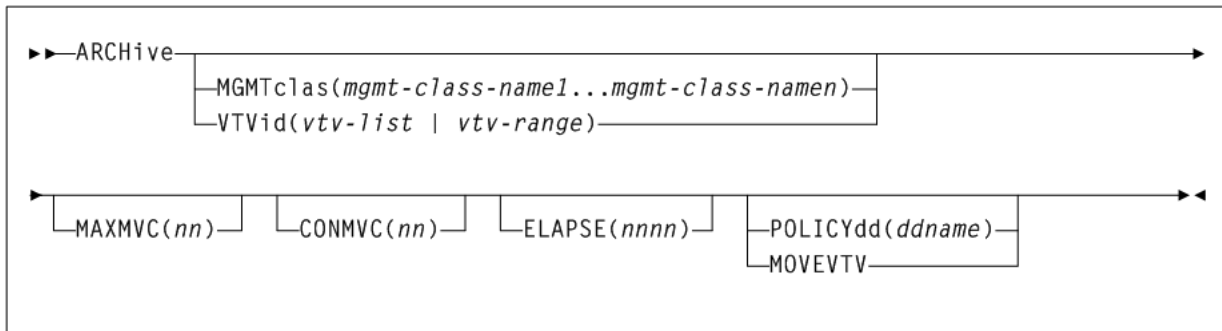 ARCHive
MGMTclas(mgmt-class-name1...mgmt-class-namen)
VTVid(vtv-list | vtv-range)
MAXMVC(nn) CONMVC(nn) ELAPSE(nnnn) POLICYdd(ddname)
MOVEVTV